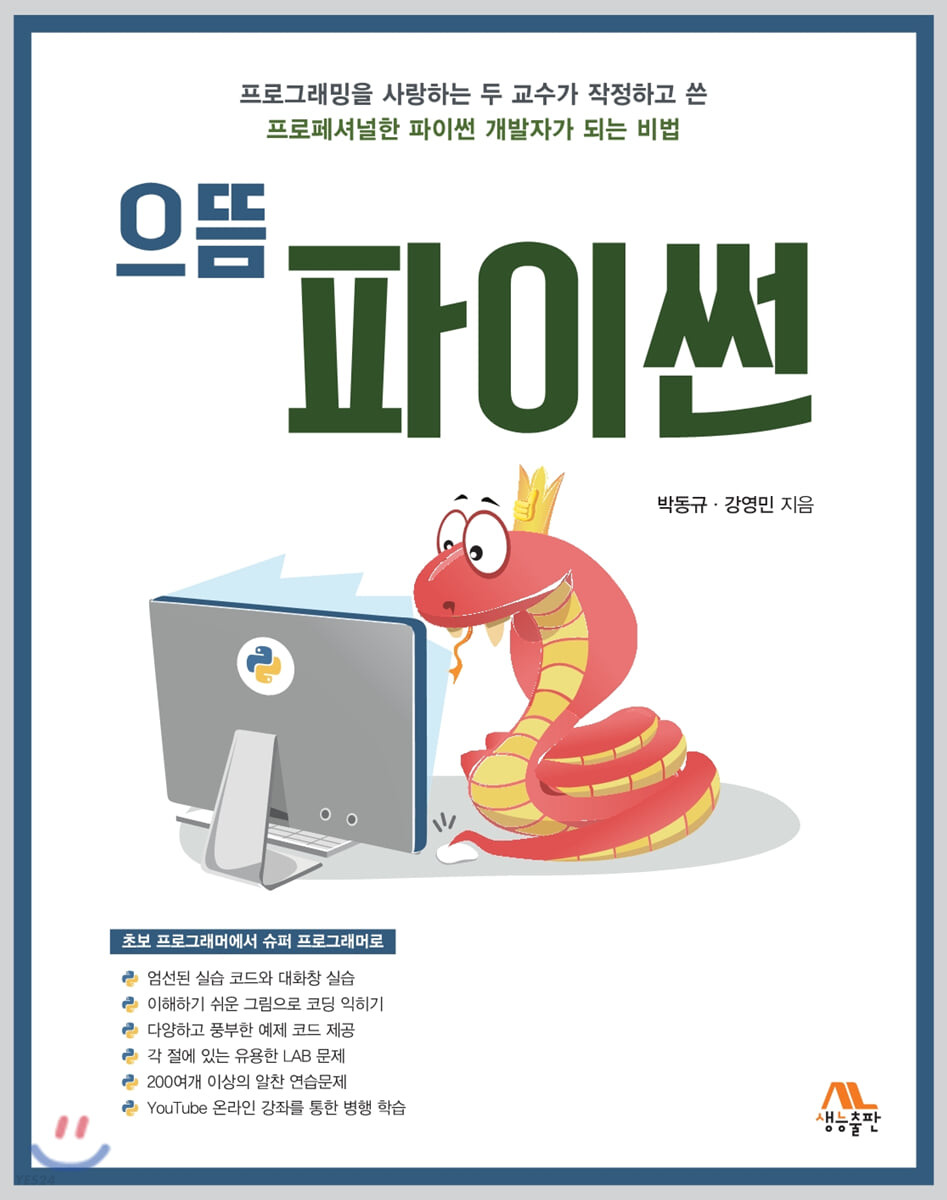 프로그래밍을 사랑하는 두 교수가 작정하고 쓴
프로페셔널한 파이썬 개발자가 되는 비법
으뜸
파이썬
박동규 · 강영민 지음
초보 프로그래머에서 슈퍼 프로그래머로
엄선된 실습 코드와 대화창 실습
이해하기 쉬운 그림으로 코딩 익히기
다양하고 풍부한 예제 코드 제공
각 절에 있는 유용한 LAB 문제
200여개 이상의 알찬 연습문제
YouTube 온라인 강좌를 통한 병행 학습
생능출판
YES24